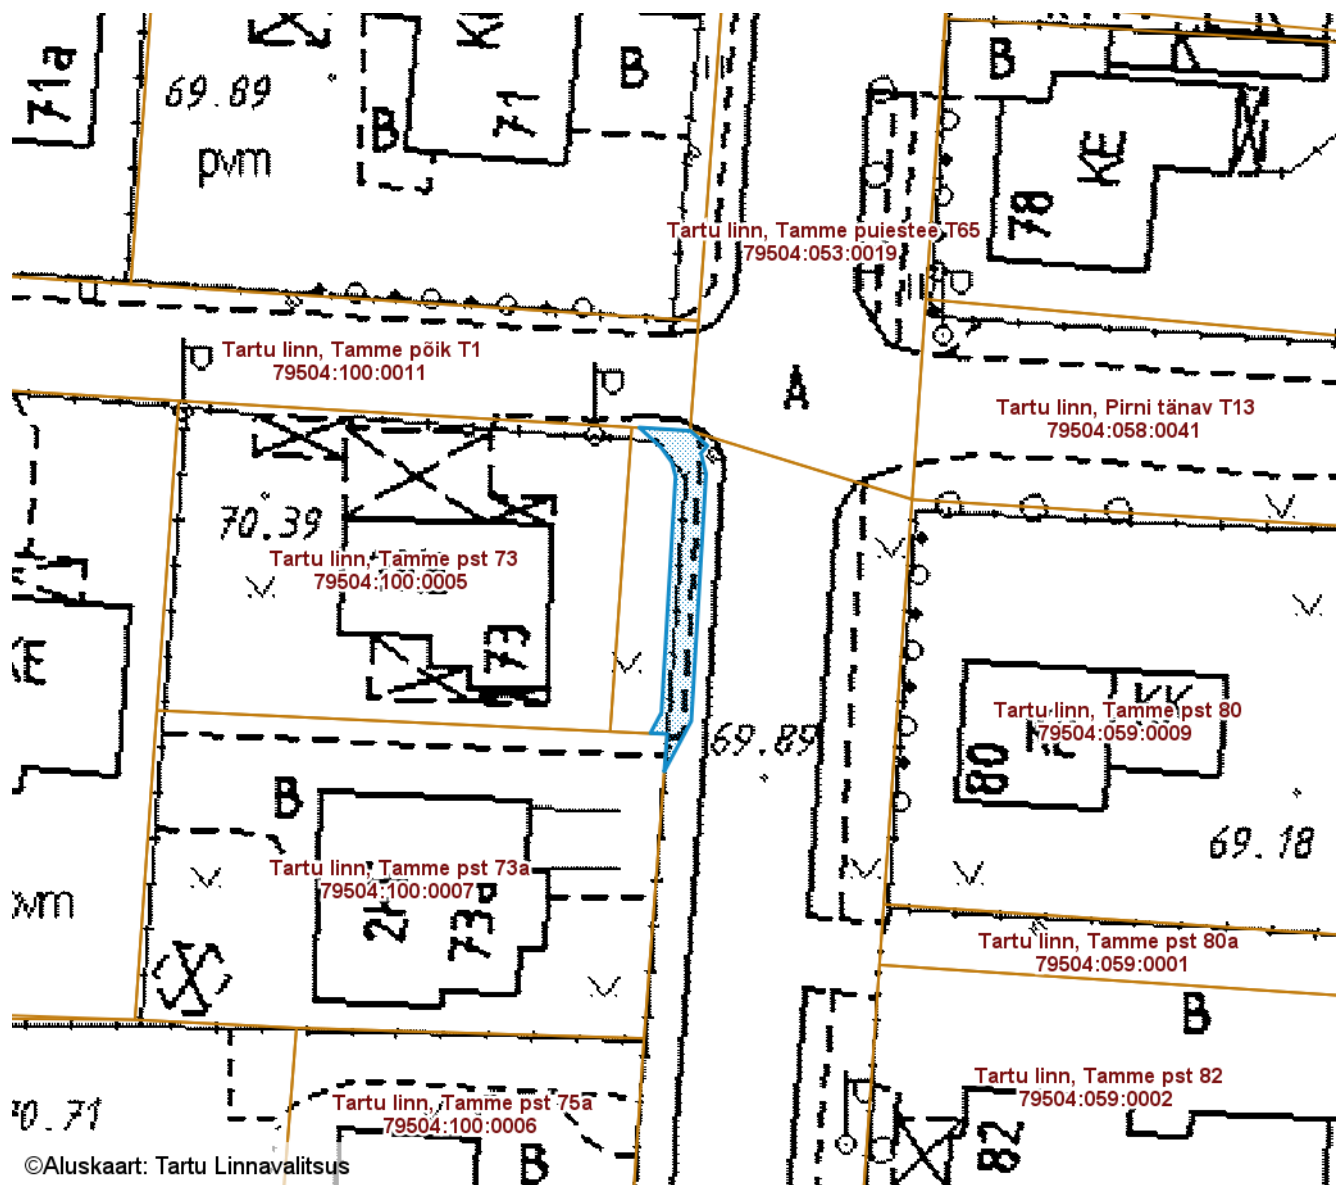 71a
69.89
pvm
B
71
B
B
KE
78
Tartu linn, Tamme puiestee T65
79504:053:0019
Tartu linn, Tamme põik T1
79504:100:0011
A
Tartu linn, Pirni tänav T13
79504:058:0041
70.39
Tartu linn, Tamme pst 73
79504:100:0005
73
KE
69.89
Tartu linn, Tamme pst 80
79504:059:0009
80
B
69.18
Tartu linn, Tamme pst 73a
79504:100:0007
73a
Tartu linn, Tamme pst 80a
79504:059:0001
B
Tartu linn, Tamme pst 82
79504:059:0002
82
70.71
Tartu linn, Tamme pst 75a
79504:100:0006
B
©Aluskaart: Tartu Linnavalitsus